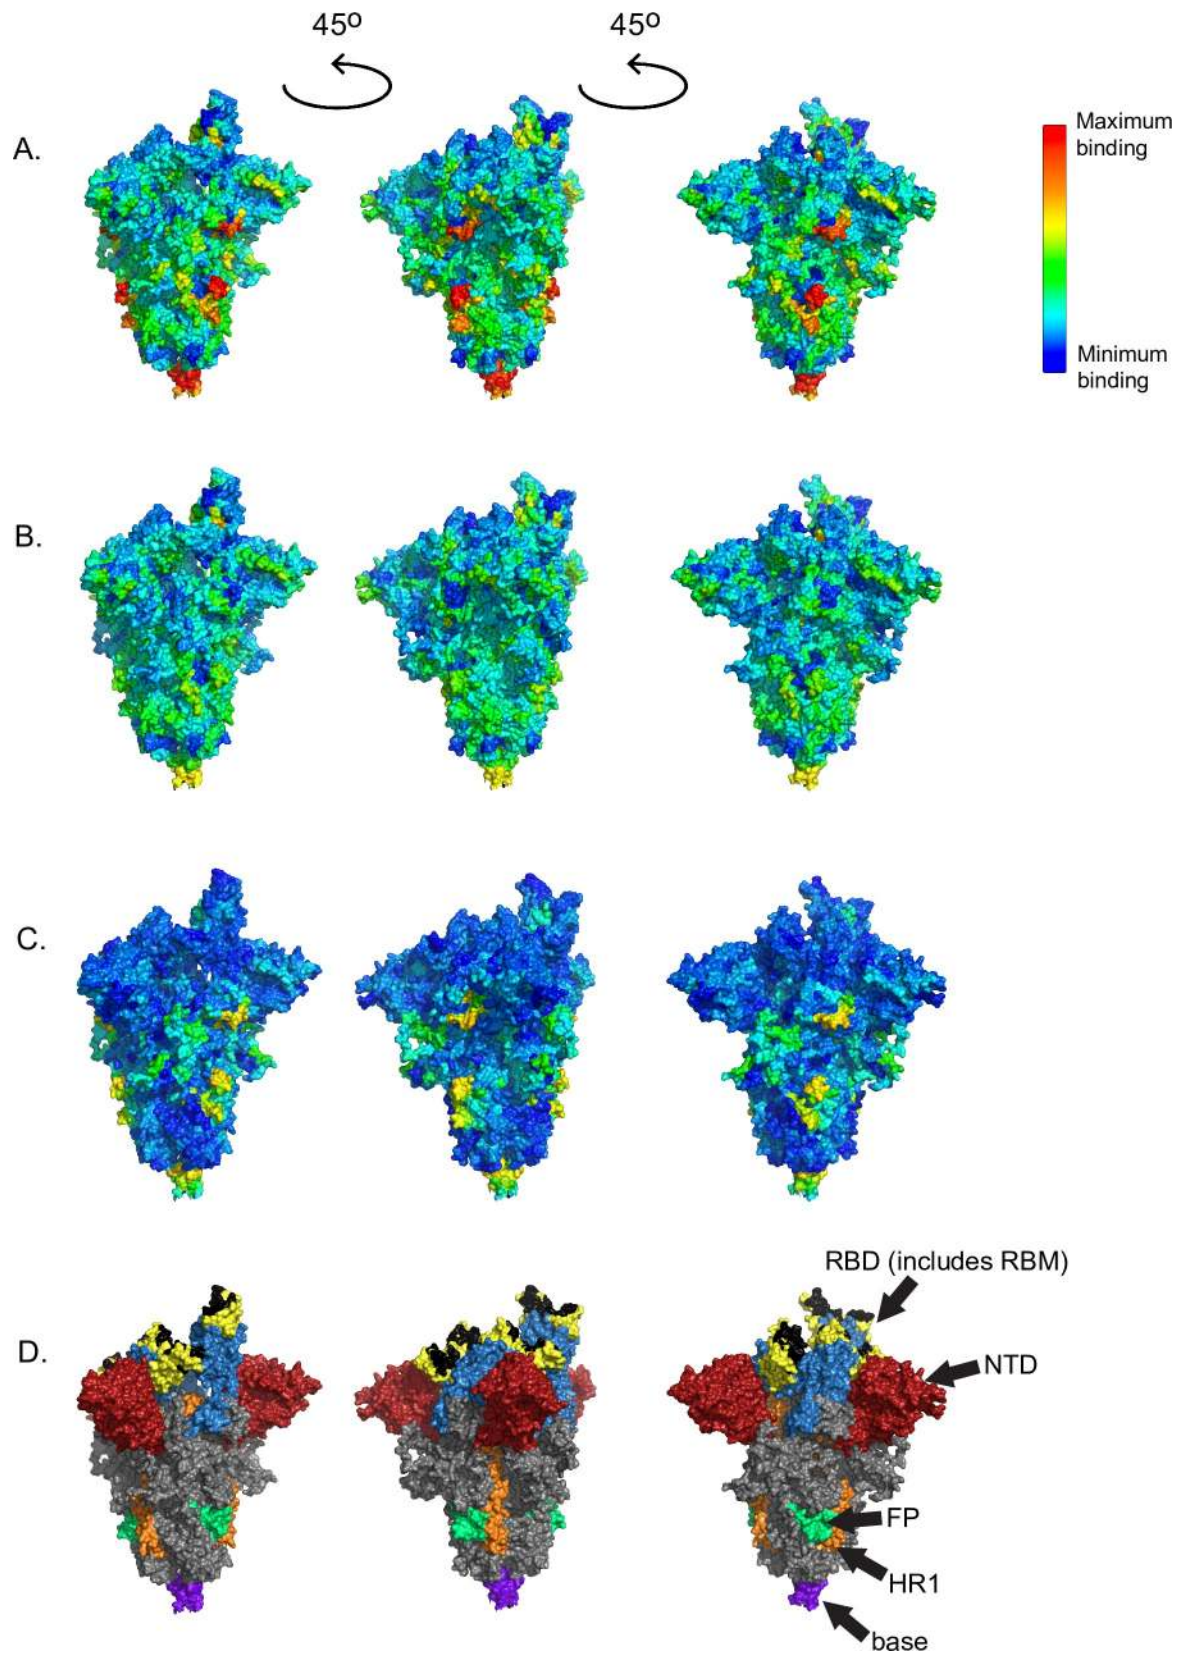 45º
45º
A.
Maximum
binding
Minimum
binding
B.
C.
RBD (includes RBM)
D.
NTD
FP
HR1
base